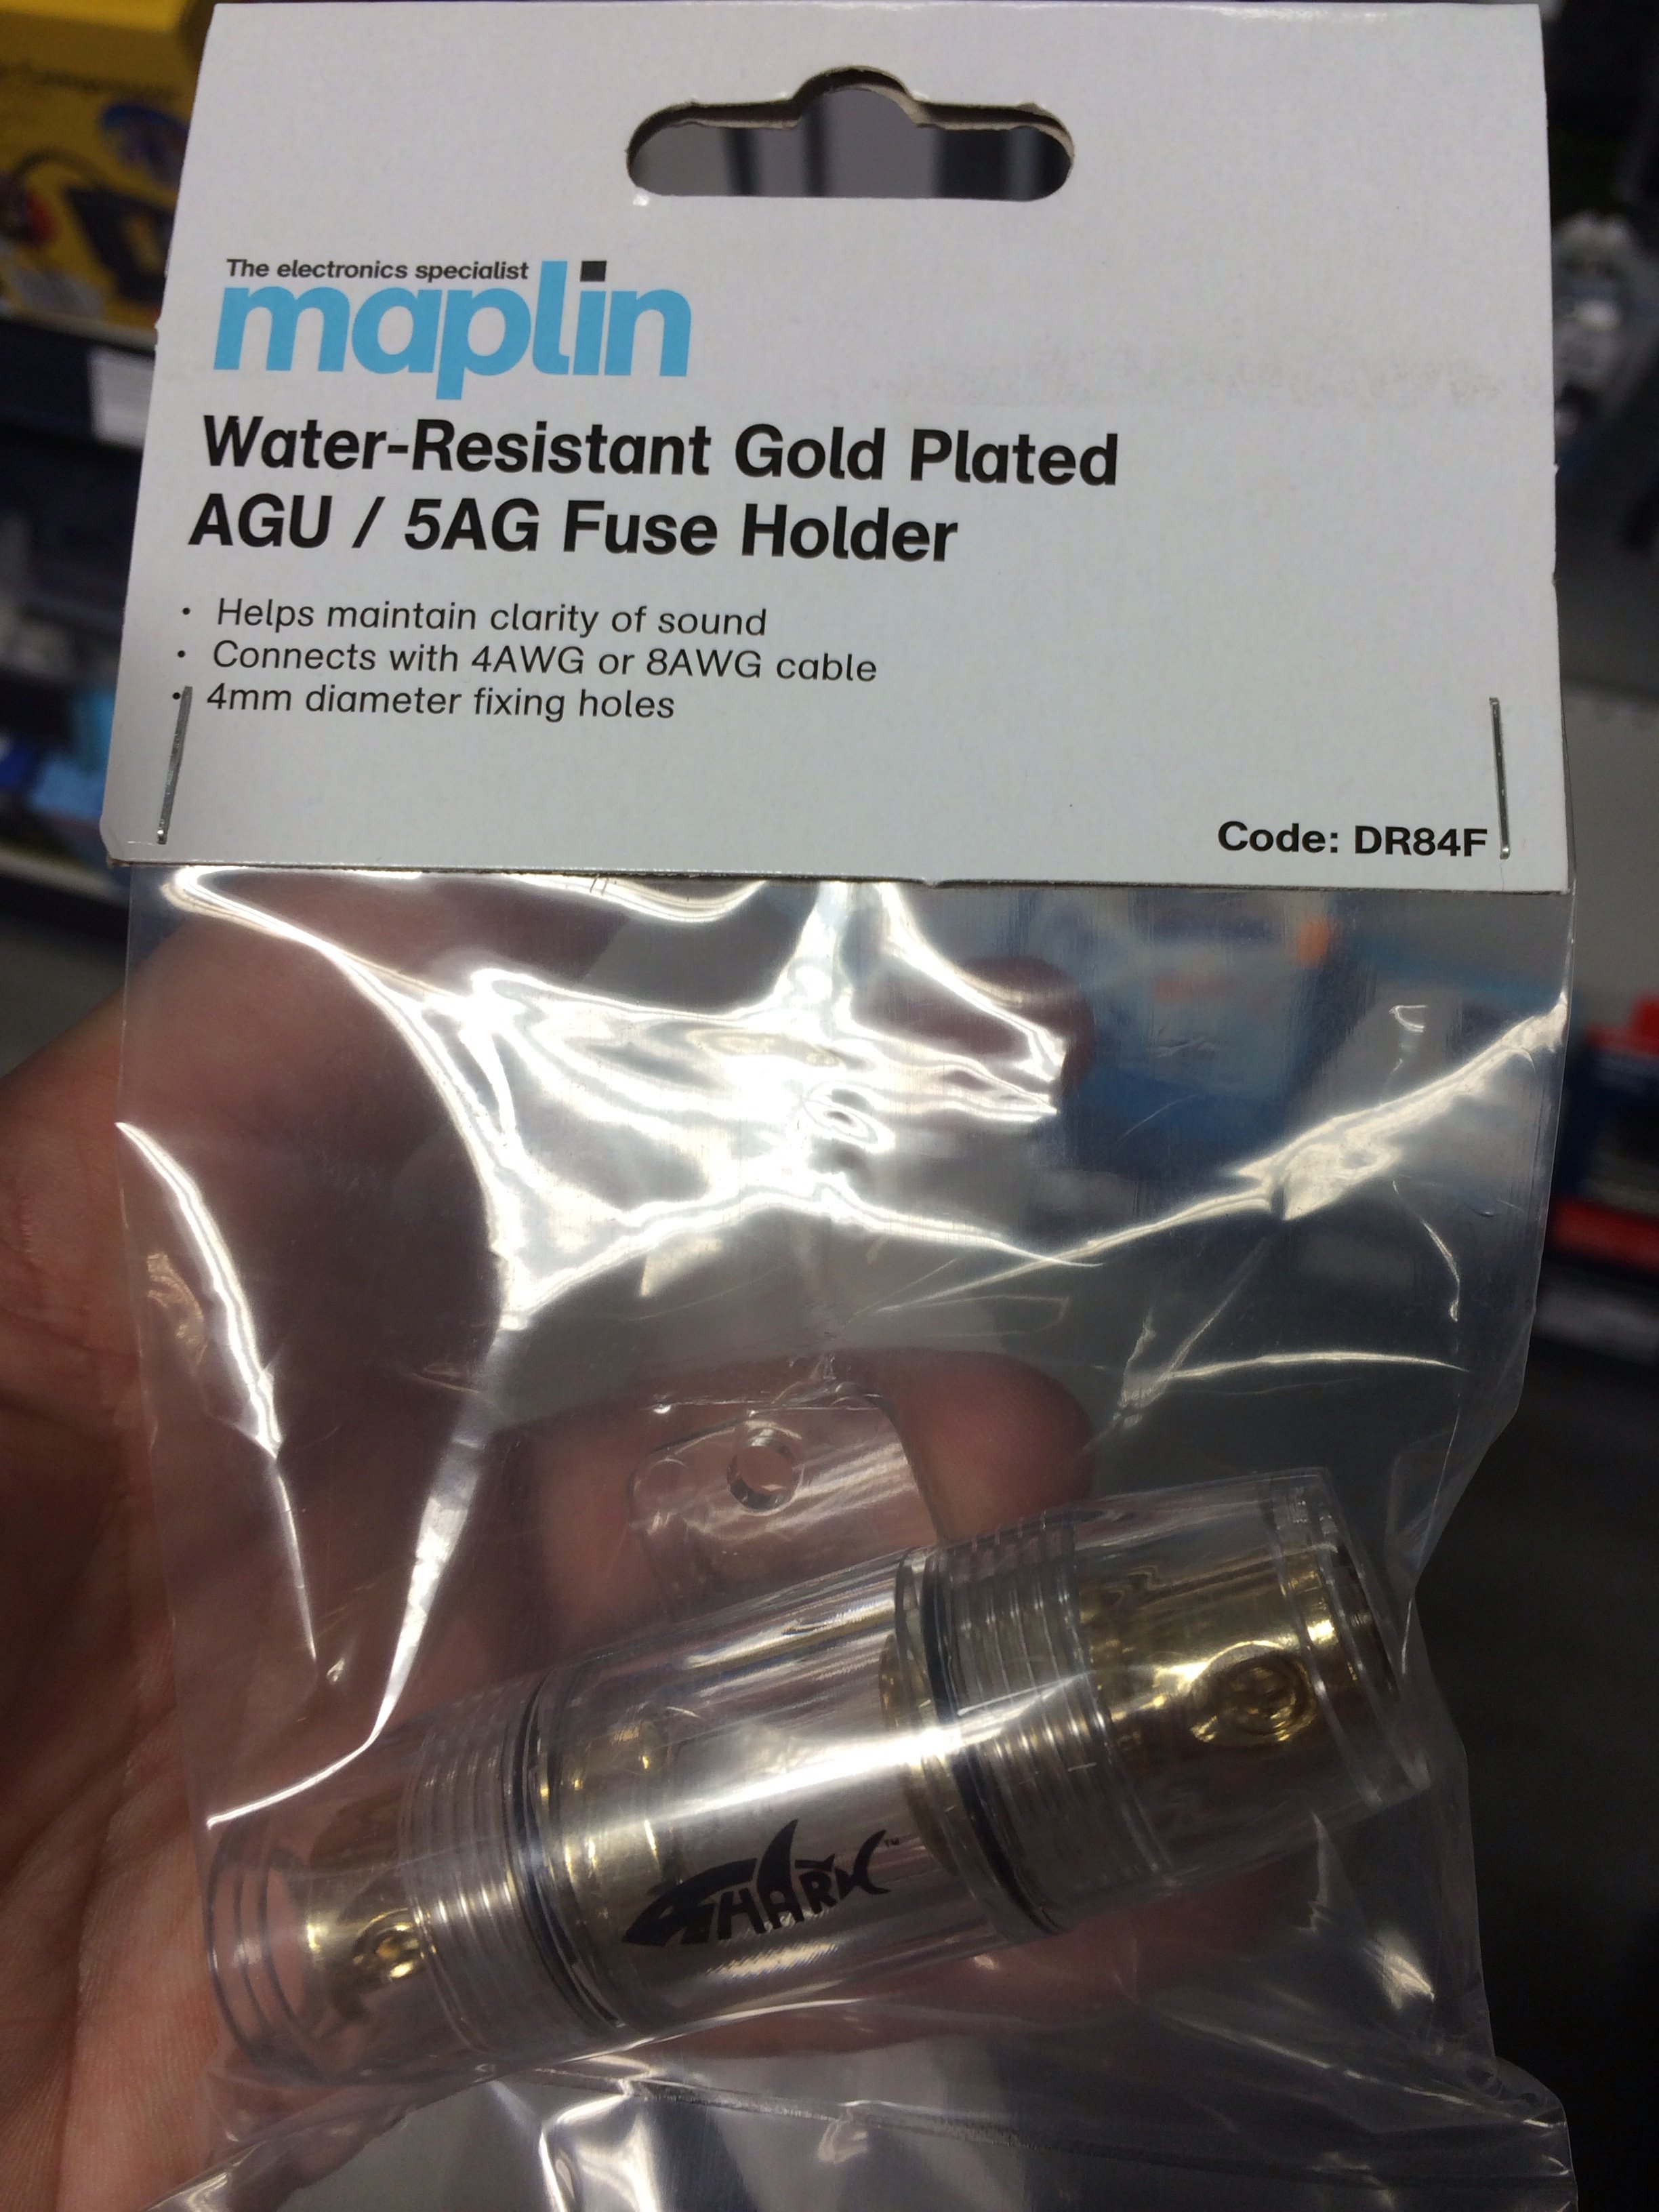 The electronics specialist
maplin
Water-Resistant Gold Plated
AGU / 5AG Fuse Holder
• Helps maintain clarity of sound
• Connects with 4AWG or 8AWG cable
• 4mm diameter fixing holes
Code: DR84F
SHARK™